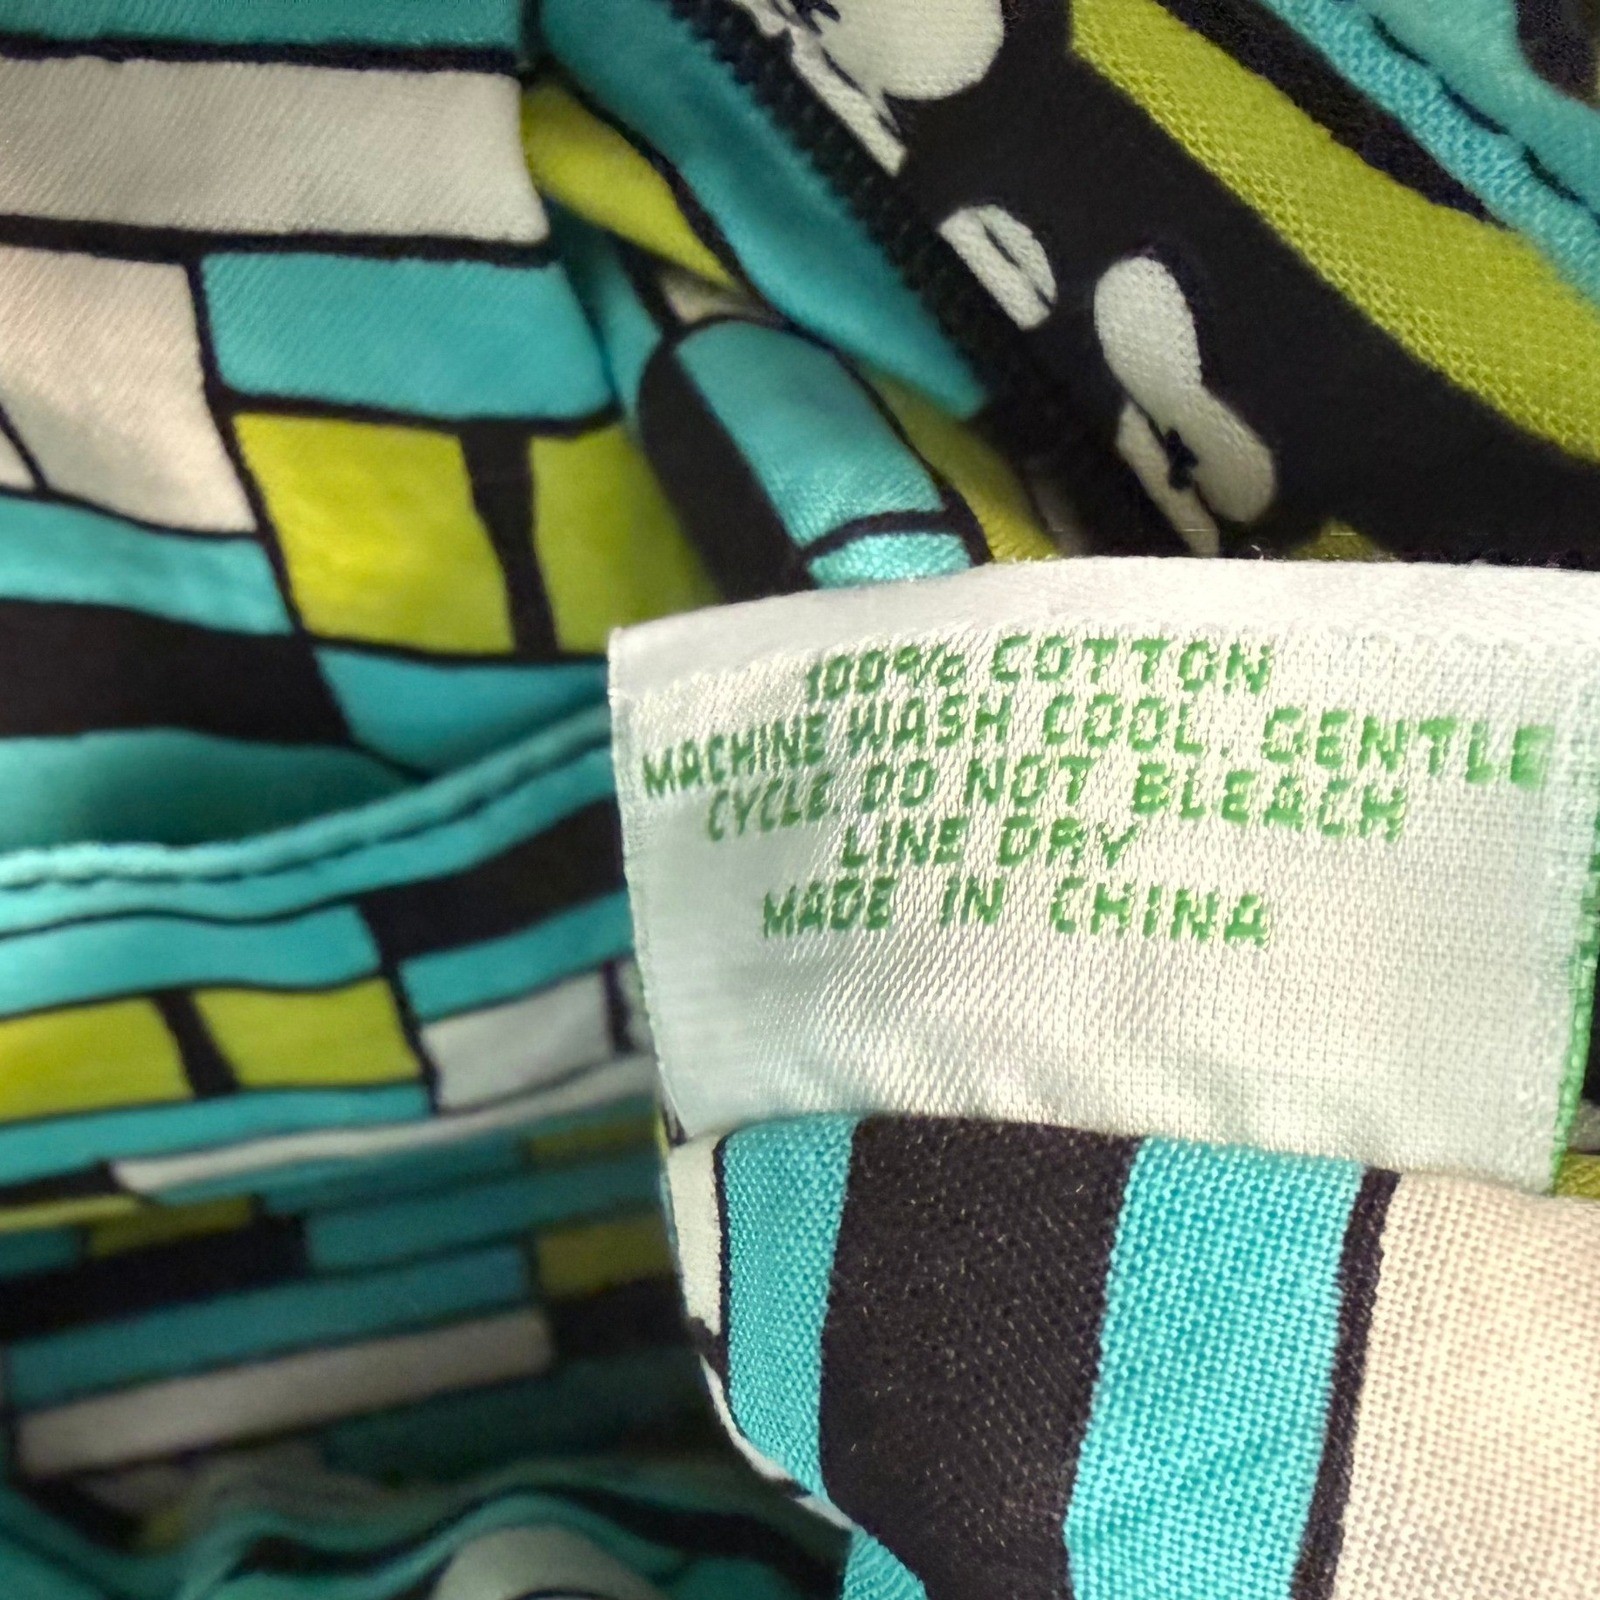 100% COTTON
MACHINE WASH COOL, GENTLE
CYCLE DO NOT BLEACH
LINE DRY
MADE IN CHINA